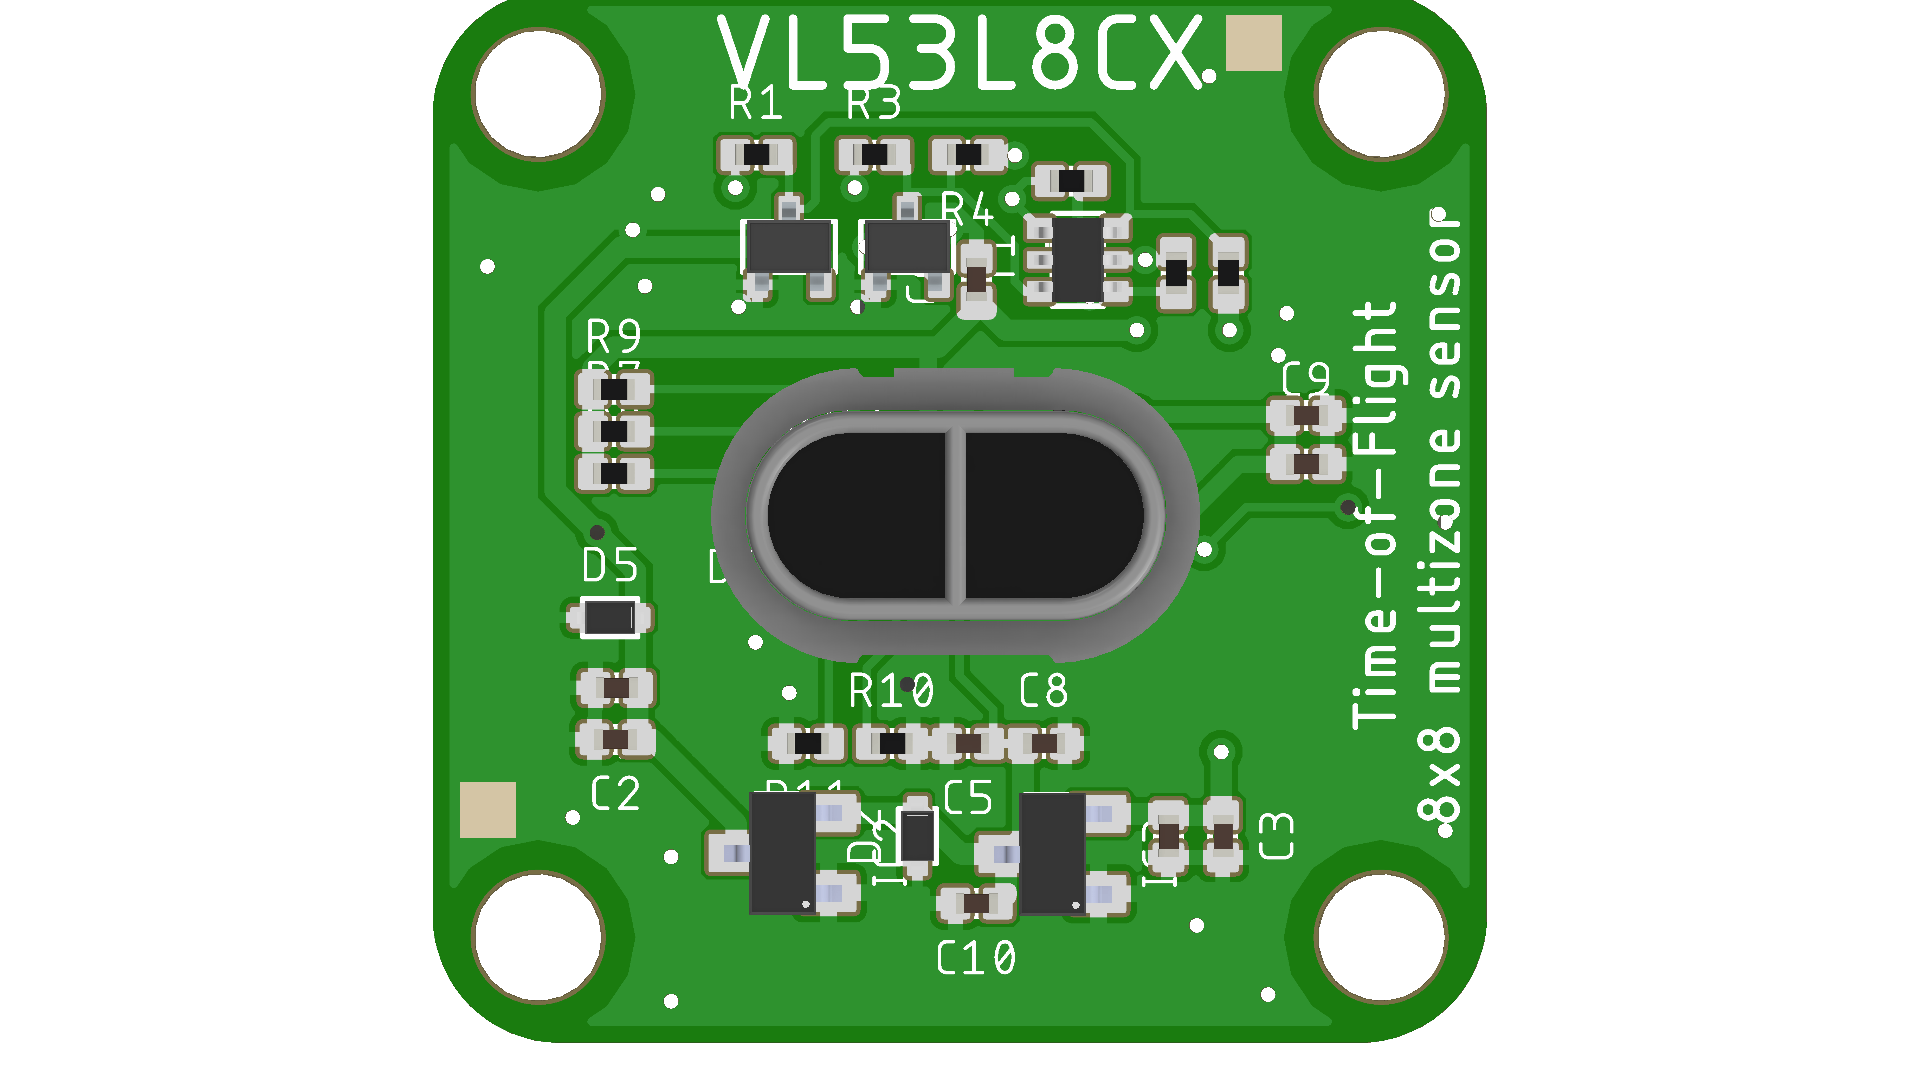 VL53L8CX
R1
R3
R4
R9
C9
D5
R10
C8
C2
C5
D4
C3
C10
Time-of-Flight
8x8 multizone sensor